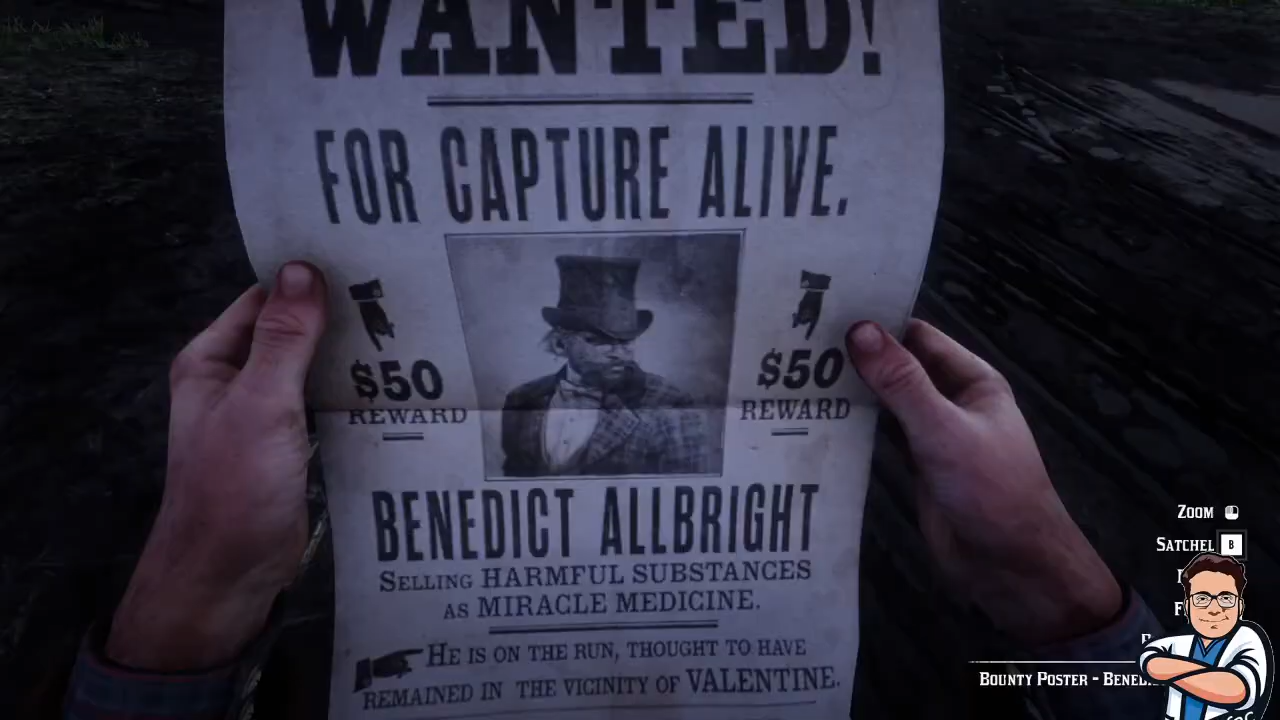 WANTED!
FOR CAPTURE ALIVE.
$50
REWARD
$50
REWARD
BENEDICT ALLBRIGHT
SELLING HARMFUL SUBSTANCES
AS MIRACLE MEDICINE.
HE IS ON THE RUN, THOUGHT TO HAVE
REMAINED IN THE VICINITY OF VALENTINE.
ZOOM
SATCHEL B
BOUNTY POSTER -